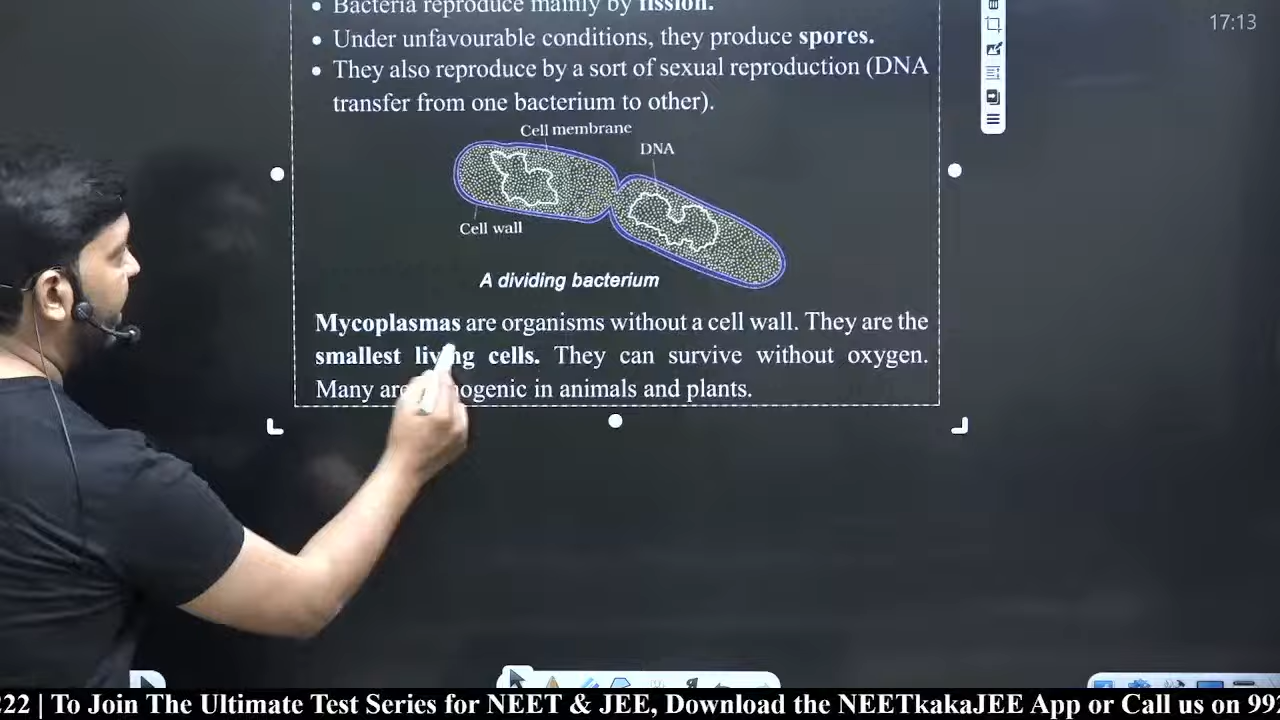 17:13
• Bacteria reproduce mainly by fission.
• Under unfavourable conditions, they produce spores.
• They also reproduce by a sort of sexual reproduction (DNA
transfer from one bacterium to other).
Cell membrane
DNA
Cell wall
A dividing bacterium
Mycoplasmas are organisms without a cell wall. They are the
smallest living cells. They can survive without oxygen.
Many are in animals and plants.
222 | To Join The Ultimate Test Series for NEET & JEE, Download the NEETkakaJEE App or Call us on 992